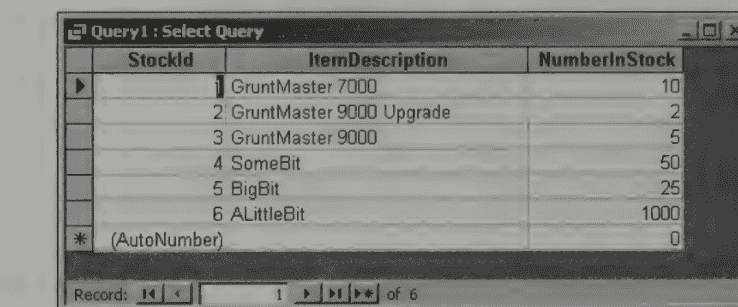 Query1 : Select Query
StockId ItemDescription NumberInStock
1 GruntMaster 7000 10
2 GruntMaster 9000 Upgrade 2
3 GruntMaster 9000 5
4 SomeBit 50
5 BigBit 25
6 ALittleBit 1000
(AutoNumber) 0
Record: 1 of 6